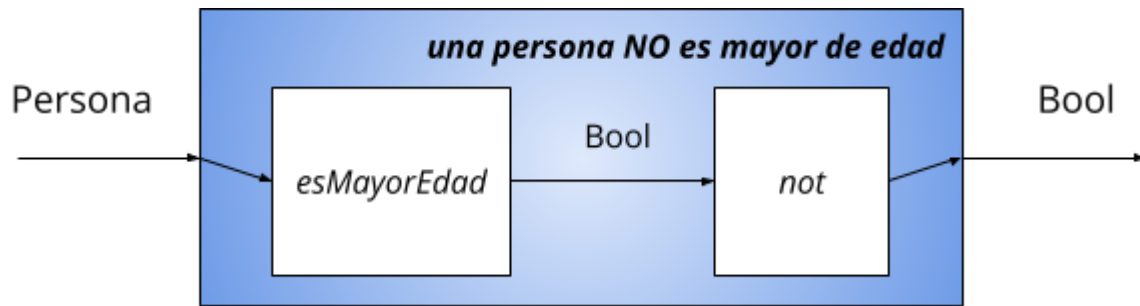 una persona NO es mayor de edad
Persona
Bool
Bool
esMayorEdad
not